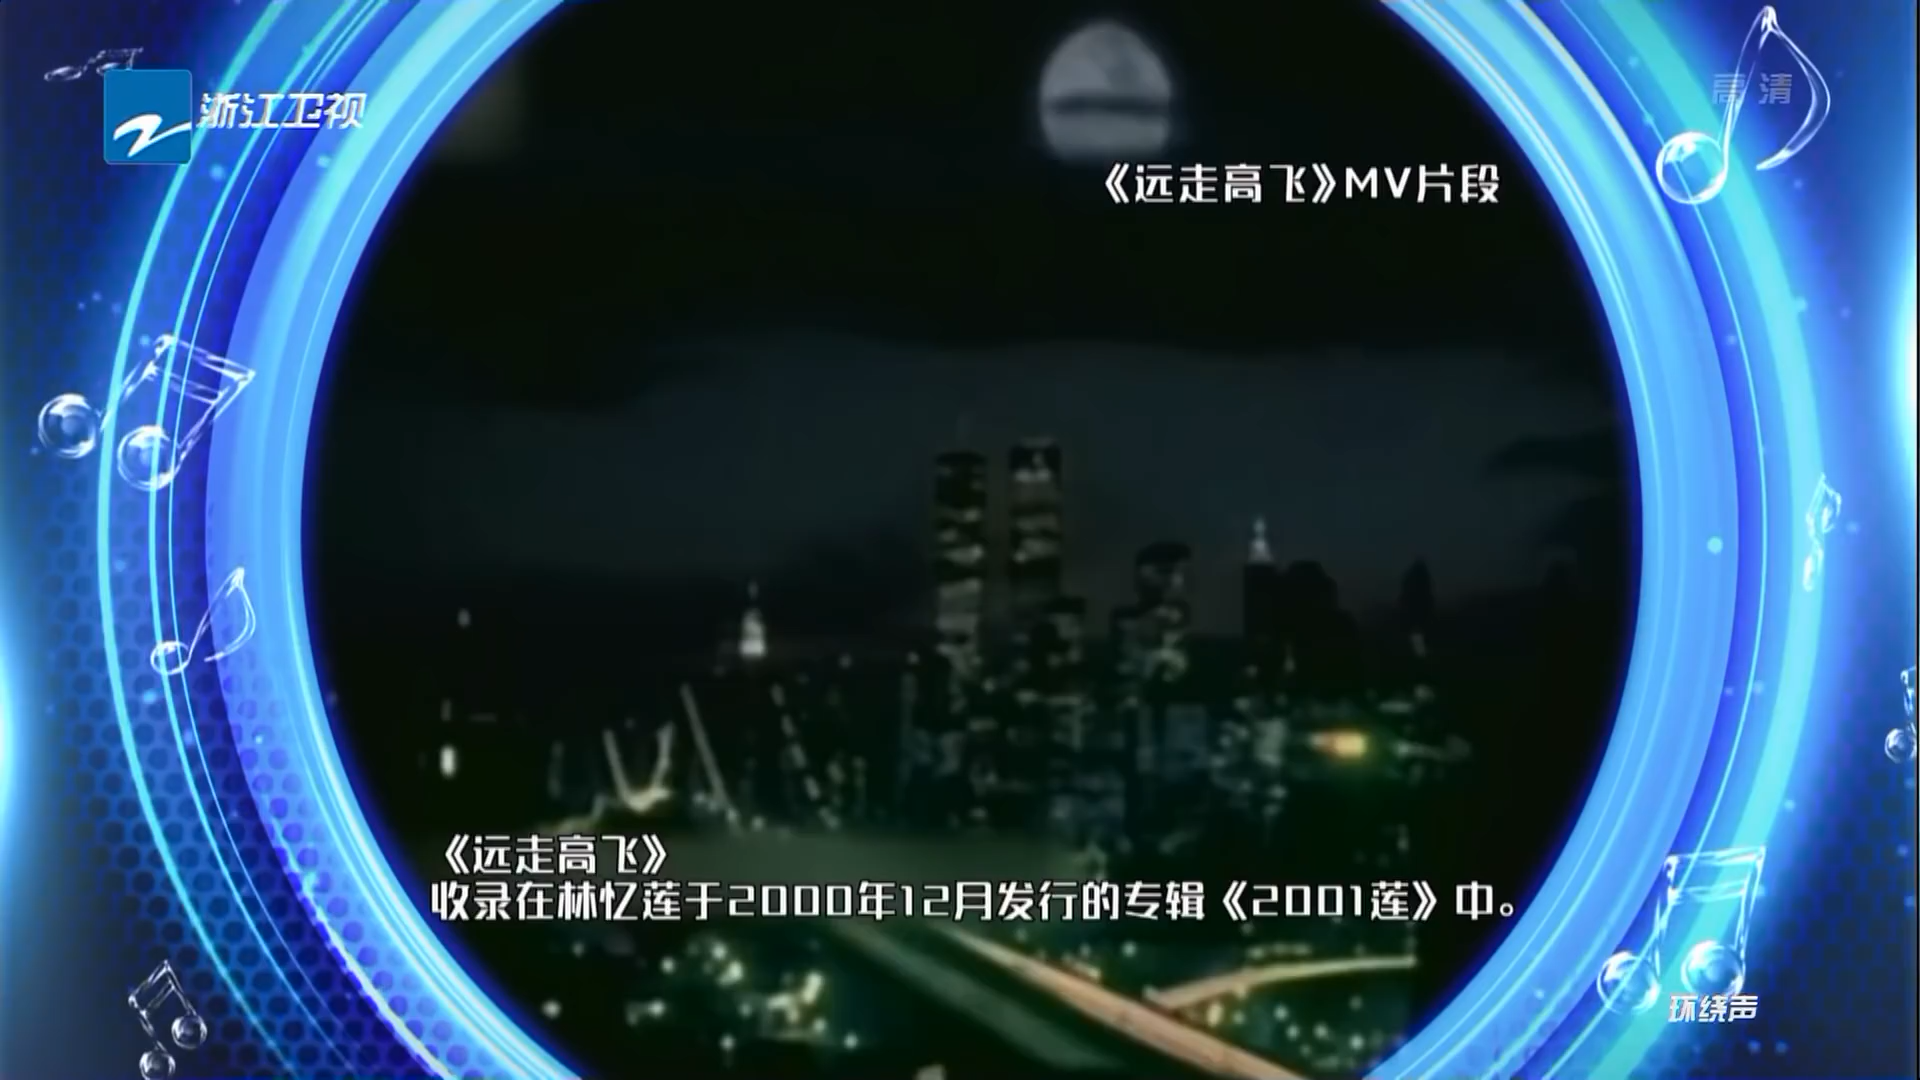 浙江卫视
高清
《远走高飞》MV片段
《远走高飞》
收录在林忆莲于2000年12月发行的专辑《2001莲》中。
环绕声